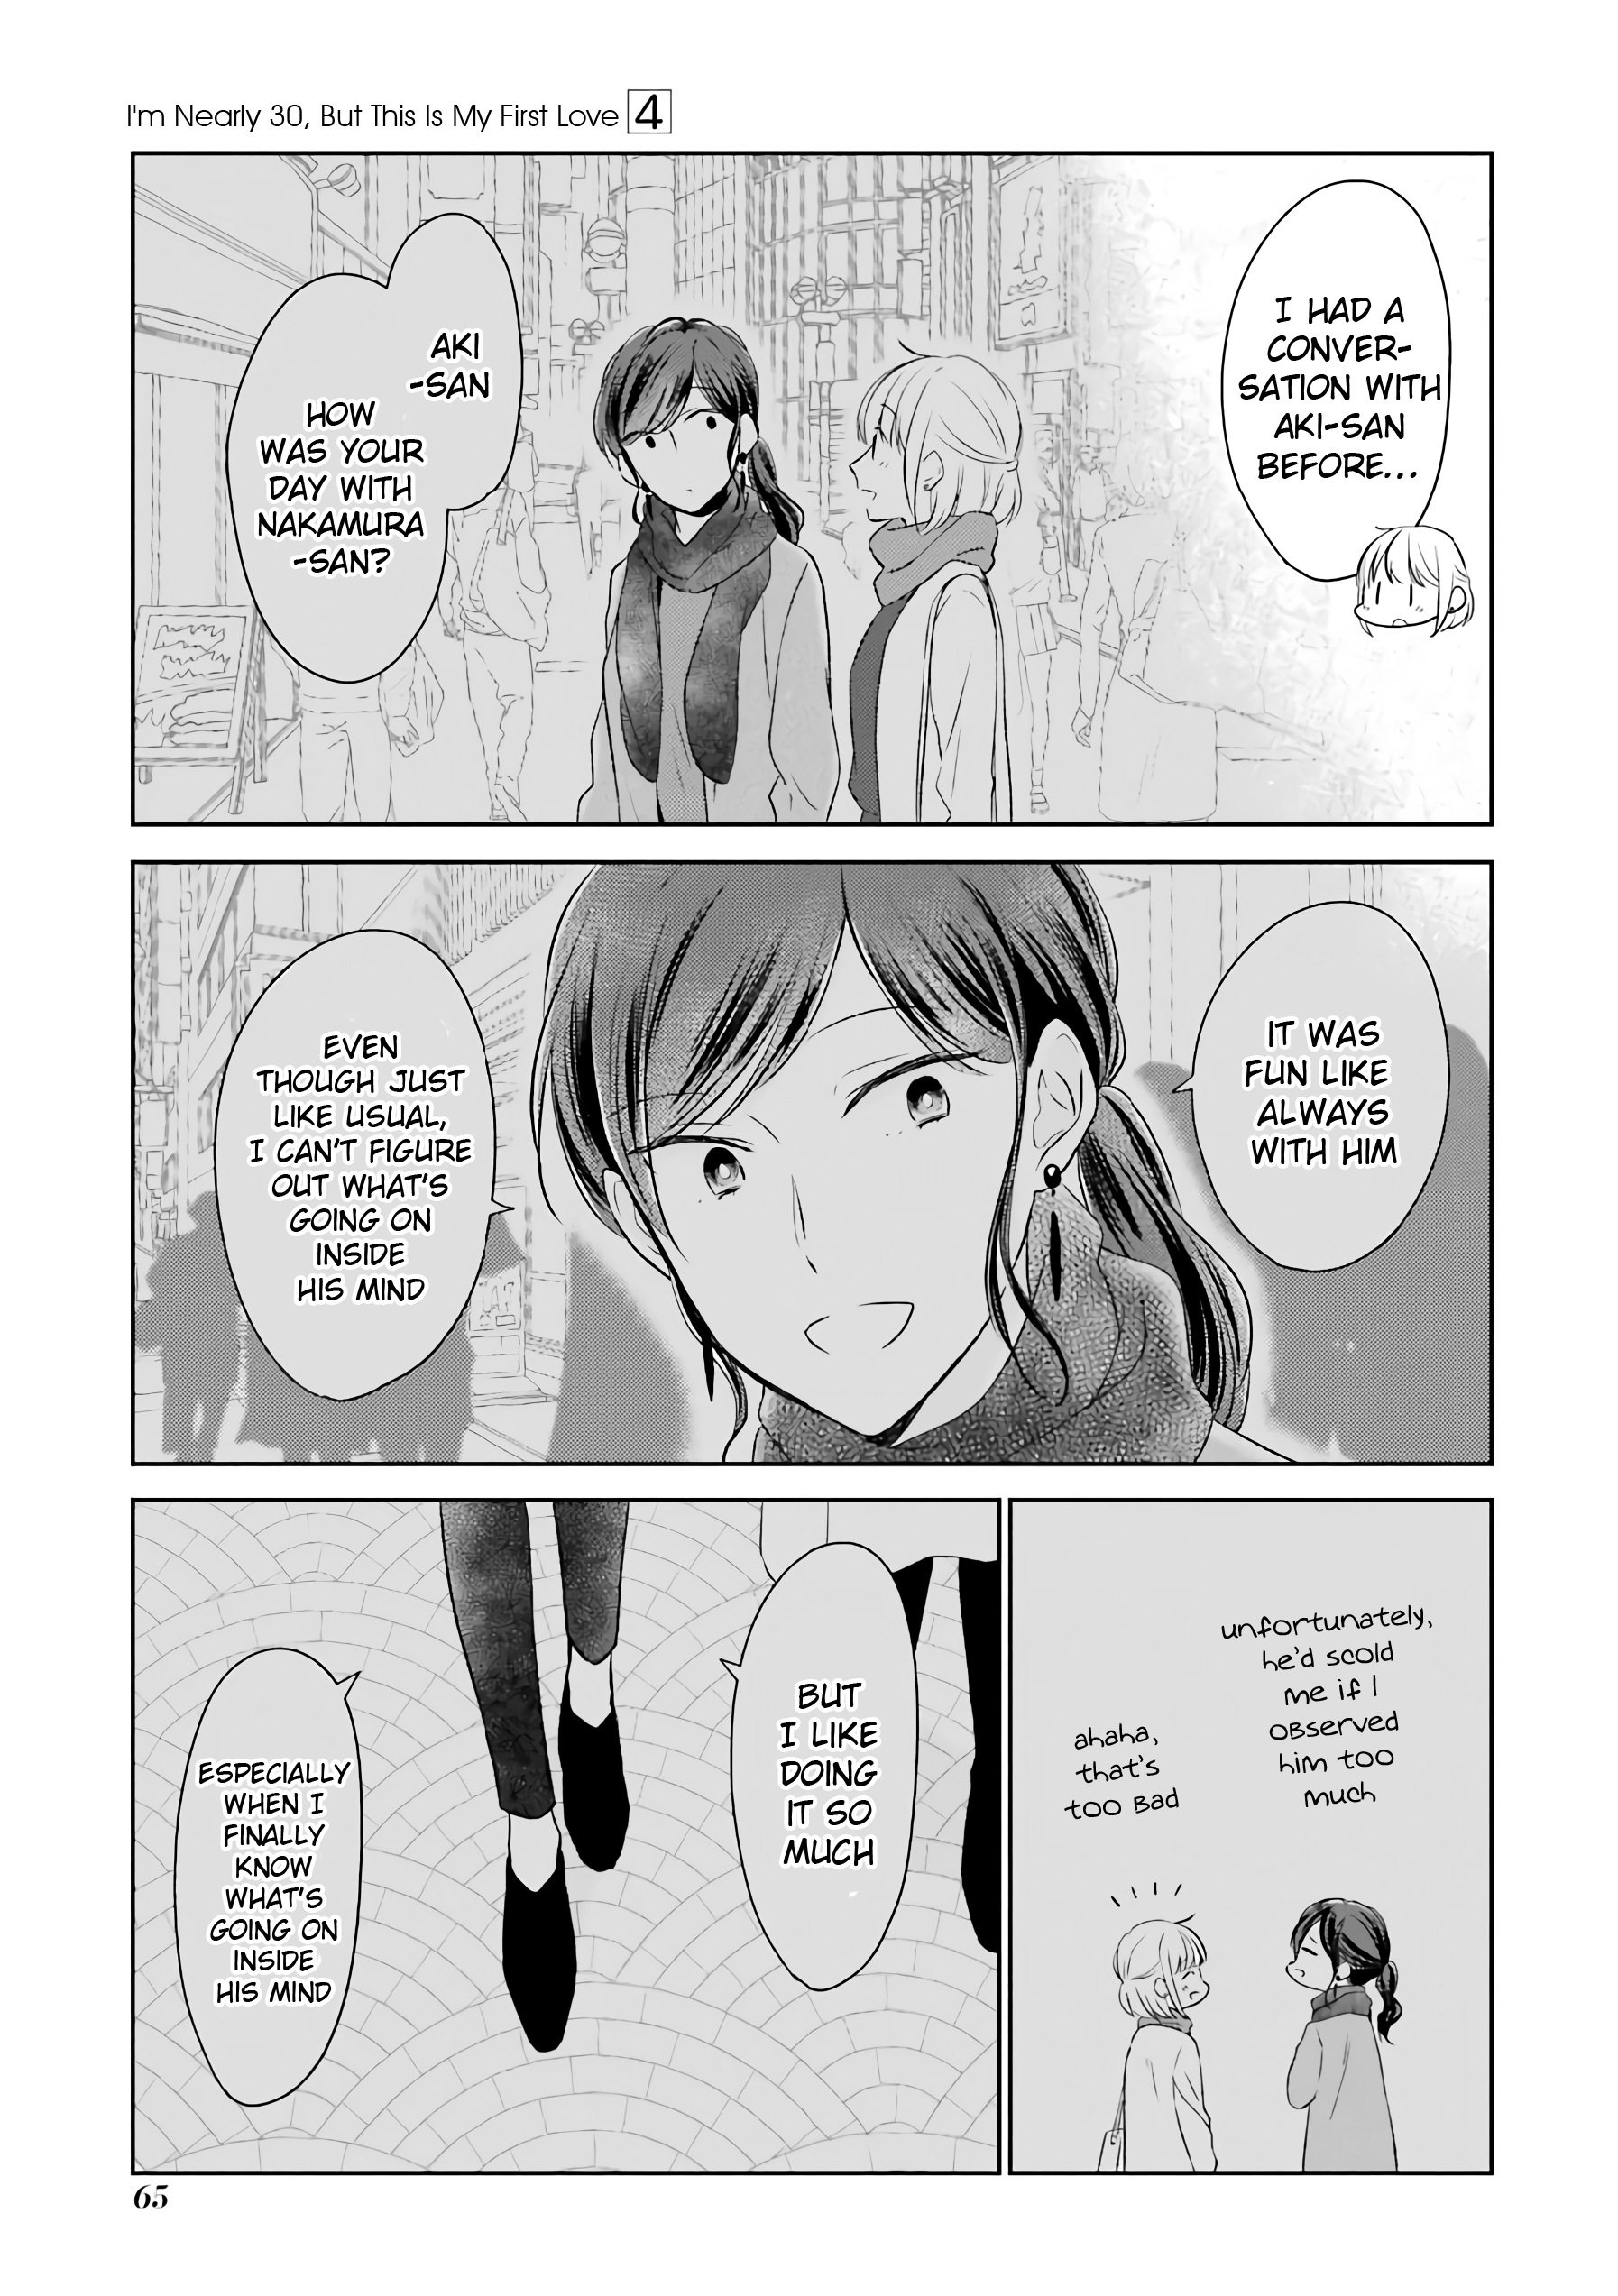 I'm Nearly 30, But This Is My First Love 4
I HAD A
CONVER-
SATION WITH
AKI-SAN
BEFORE...
AKI
-SAN
HOW
WAS YOUR
DAY WITH
NAKAMURA
-SAN?
IT WAS
FUN LIKE
ALWAYS
WITH HIM
EVEN
THOUGH JUST
LIKE USUAL,
I CAN'T FIGURE
OUT WHAT'S
GOING ON
INSIDE
HIS MIND
unfortunately,
he'd scold
me if I
observed
him too
much
ahaha,
that's
too bad
BUT
I LIKE
DOING
IT SO
MUCH
ESPECIALLY
WHEN I
FINALLY
KNOW
WHAT'S
GOING ON
INSIDE
HIS MIND
65